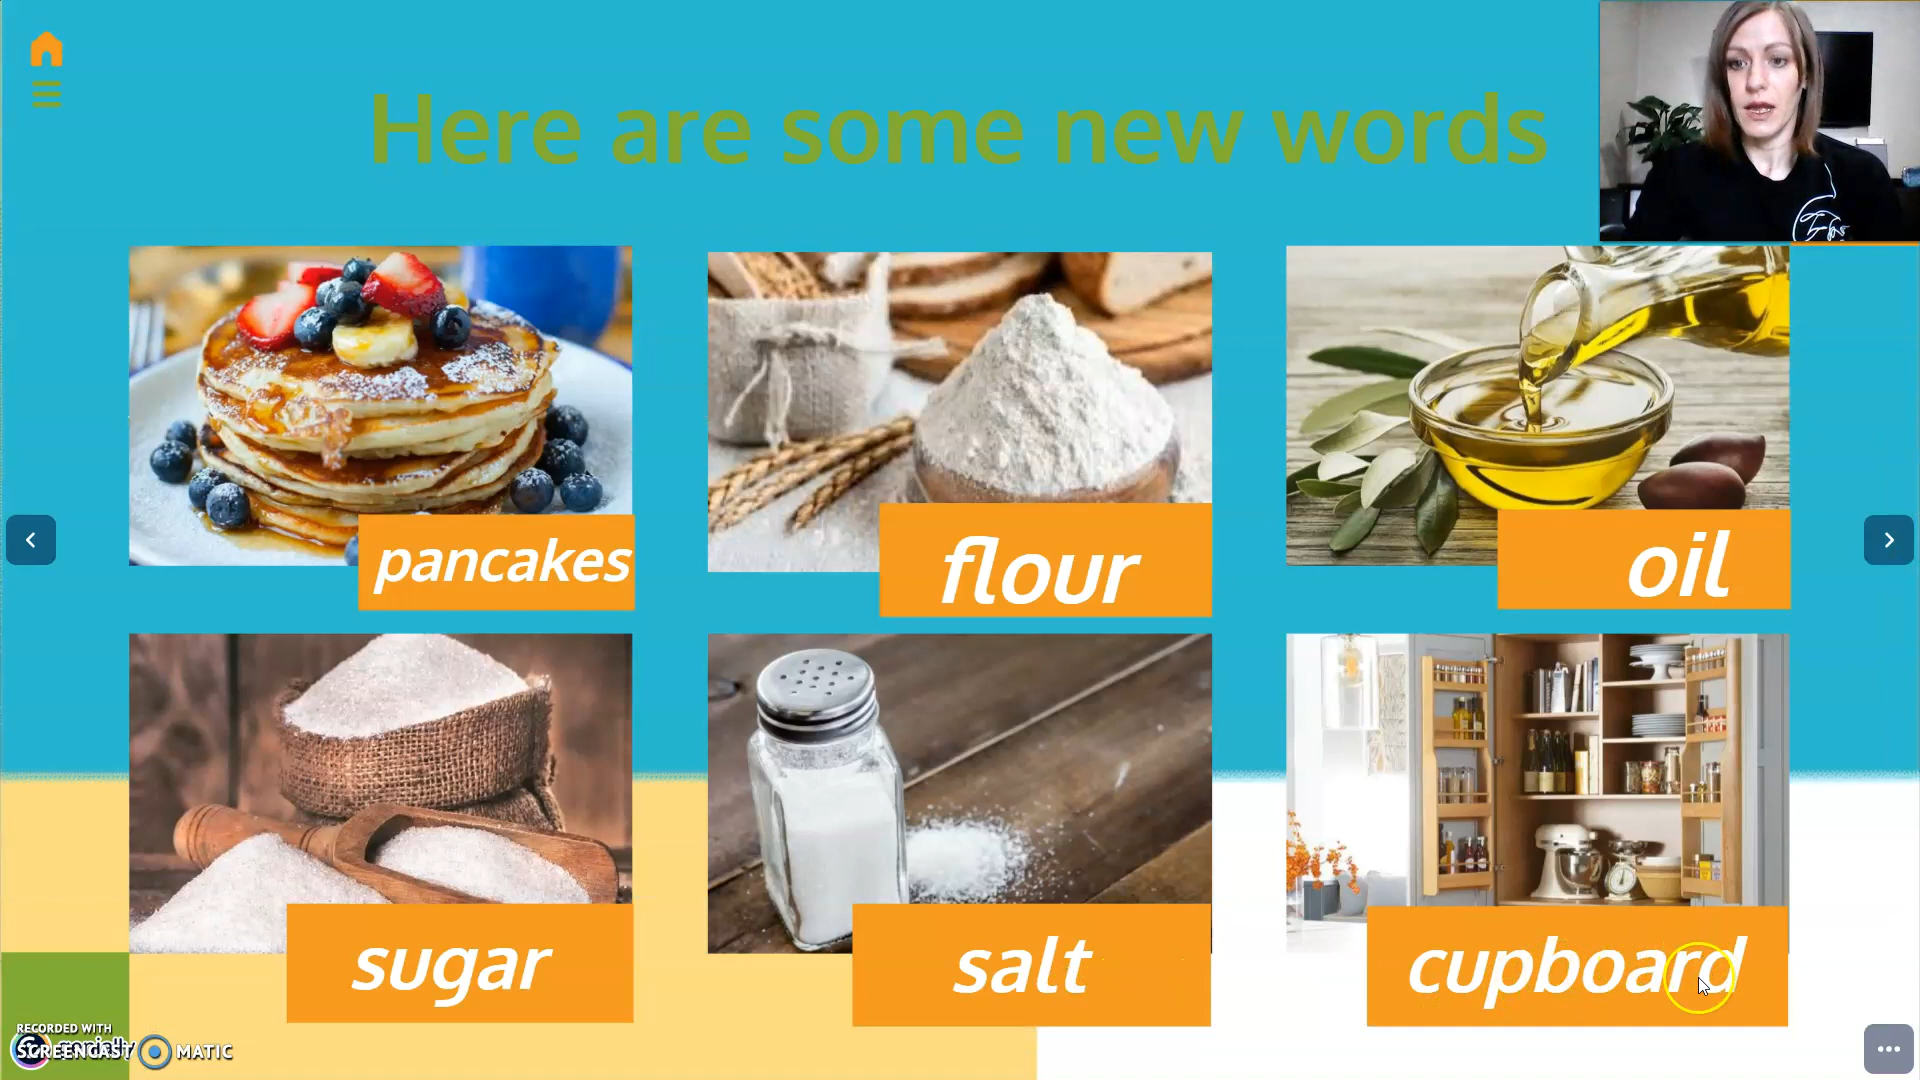 Here are some new words
pancakes
flour
oil
sugar
salt
cupboard
RECORDED WITH
SCREENCAST MATIC